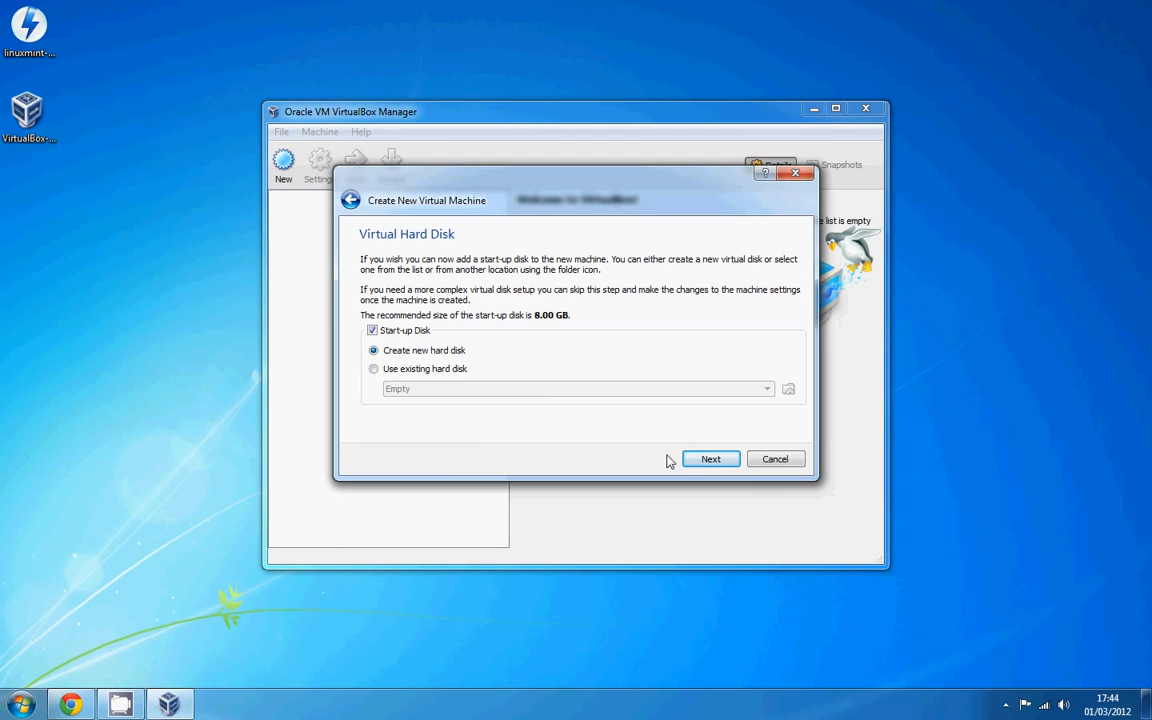 linuxmint-...
VirtualBox-...
Oracle VM VirtualBox Manager
File Machine Help
New
Snapshots
Create New Virtual Machine
Welcome to VirtualBox!
list is empty
Virtual Hard Disk
If you wish you can now add a start-up disk to the new machine. You can either create a new virtual disk or select
one from the list or from another location using the folder icon.
If you need a more complex virtual disk setup you can skip this step and make the changes to the machine settings
once the machine is created.
The recommended size of the start-up disk is 8.00 GB.
Start-up Disk
Create new hard disk
Use existing hard disk
Empty
Next
Cancel
17:44
01/03/2012